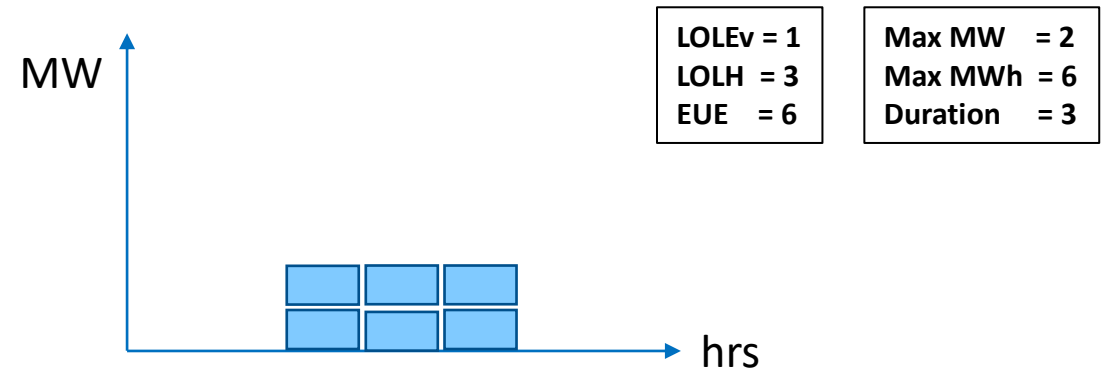 MW
LOLEv = 1
LOLH = 3
EUE = 6
Max MW = 2
Max MWh = 6
Duration = 3
hrs